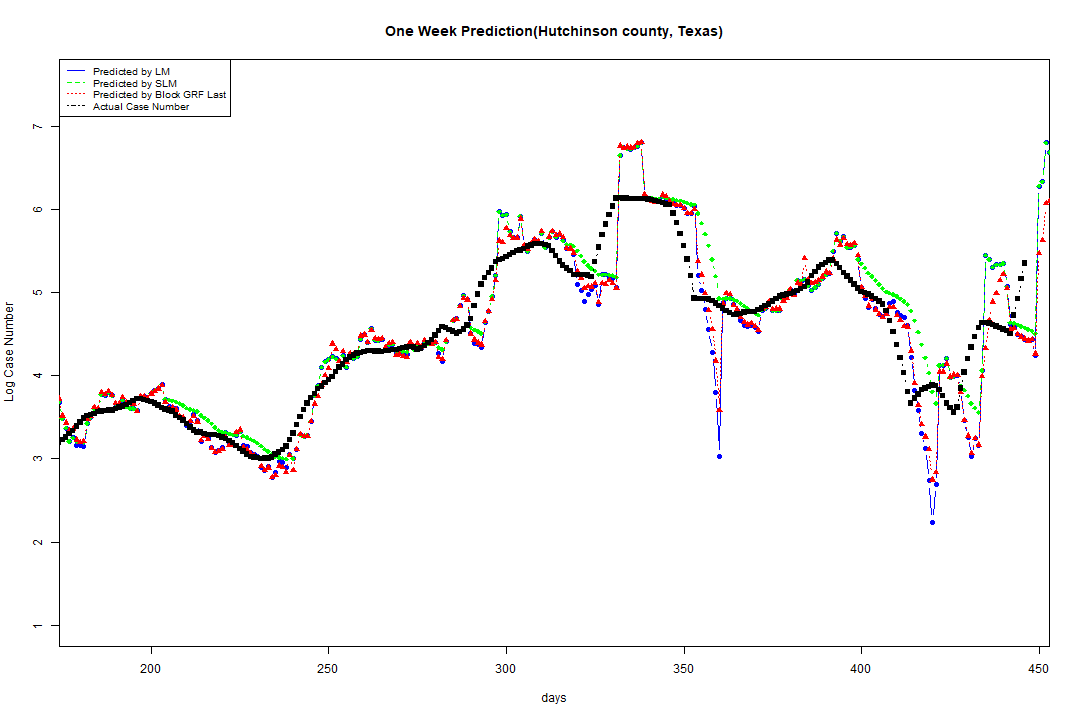 One Week Prediction(Hutchinson county, Texas)
Predicted by LM
Predicted by SLM
Predicted by Block GRF Last
Actual Case Number
Log Case Number
7
6
5
4
3
2
1
200 250 300 350 400 450
days